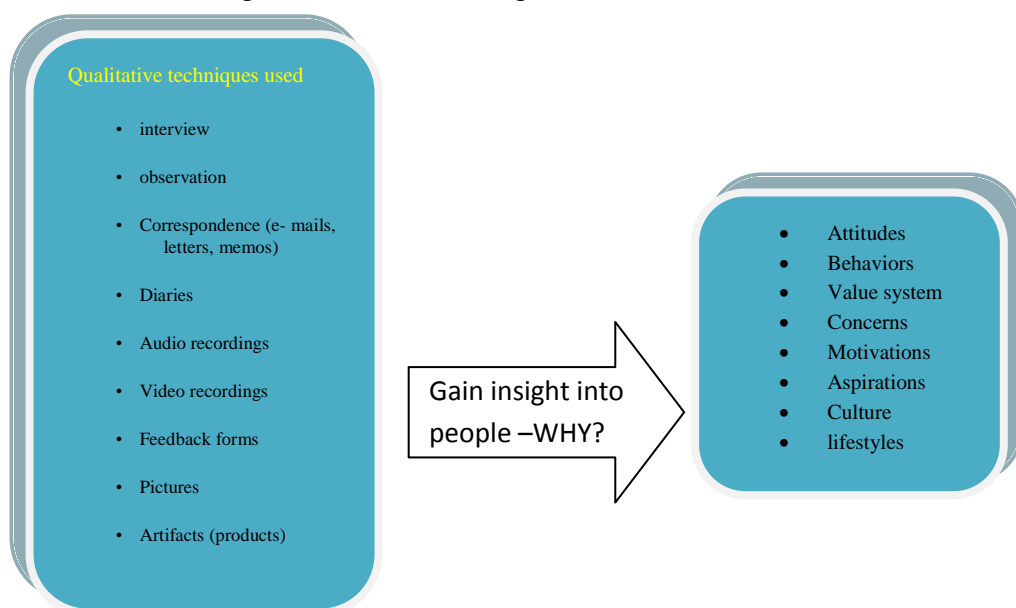 Qualitative techniques used
• interview
• observation
• Correspondence (e- mails,
letters, memos)
• Diaries
• Audio recordings
• Video recordings
• Feedback forms
• Pictures
• Artifacts (products)
Gain insight into
people –WHY?
• Attitudes
• Behaviors
• Value system
• Concerns
• Motivations
• Aspirations
• Culture
• lifestyles